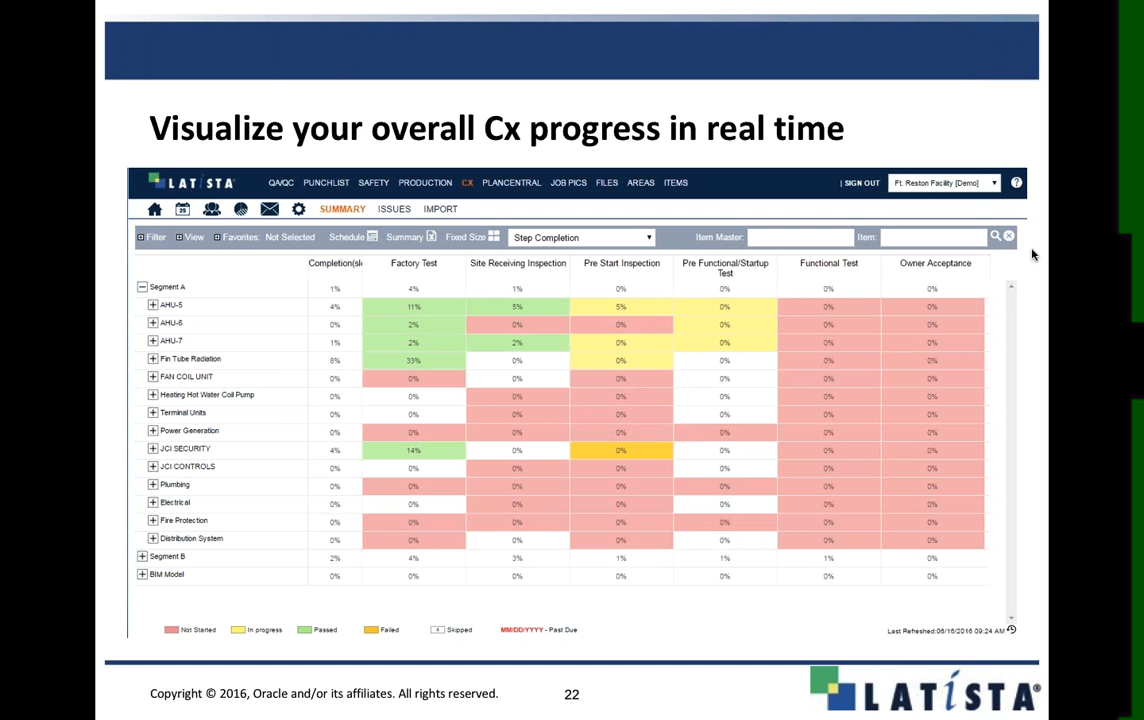 Visualize your overall Cx progress in real time
LATISTA QA/QC PUNCHLIST SAFETY PRODUCTION CX PLANCENTRAL JOB PICS FILES AREAS ITEMS | SIGN OUT Ft. Reston Facility [Demo] ?
25 SUMMARY ISSUES IMPORT
Filter View Favorites: Not Selected Schedule Summary Fixed Size Step Completion Item Master: Item:
Completion(sl Factory Test Site Receiving Inspection Pre Start Inspection Pre Functional/Startup Functional Test Owner Acceptance
Test
Segment A 1% 4% 1% 0% 0% 0% 0%
AHU-5 4% 11% 5% 5% 0% 0% 0%
AHU-6 0% 2% 0% 0% 0% 0% 0%
AHU-7 1% 2% 2% 0% 0% 0% 0%
Fin Tube Radiation 8% 33% 0% 0% 0% 0% 0%
FAN COIL UNIT 0% 0% 0% 0% 0% 0% 0%
Heating Hot Water Coil Pump 0% 0% 0% 0% 0% 0% 0%
Terminal Units 0% 0% 0% 0% 0% 0% 0%
Power Generation 0% 0% 0% 0% 0% 0% 0%
JCI SECURITY 4% 14% 0% 0% 0% 0% 0%
JCI CONTROLS 0% 0% 0% 0% 0% 0% 0%
Plumbing 0% 0% 0% 0% 0% 0% 0%
Electrical 0% 0% 0% 0% 0% 0% 0%
Fire Protection 0% 0% 0% 0% 0% 0% 0%
Distribution System 0% 0% 0% 0% 0% 0% 0%
Segment B 2% 4% 3% 1% 1% 1% 0%
BIM Model 0% 0% 0% 0% 0% 0% 0%
Not Started In progress Passed Failed x Skipped MM/DD/YYYY - Past Due
Last Refreshed:06/16/2016 09:24 AM
Copyright © 2016, Oracle and/or its affiliates. All rights reserved. 22
LATISTA®